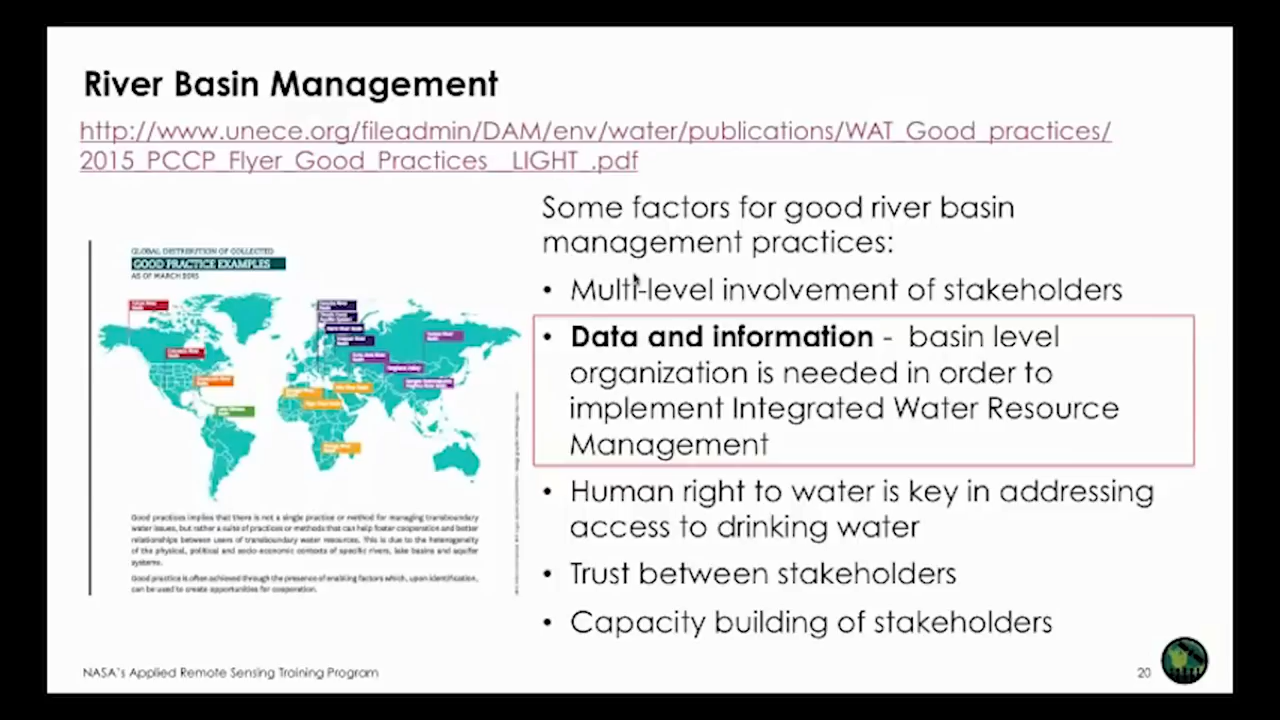 River Basin Management
http://www.unece.org/fileadmin/DAM/env/water/publications/WAT_Good_practices/
2015_PCCP_Flyer_Good_Practices__LIGHT_.pdf
GLOBAL DISTRIBUTION OF COLLECTED
GOOD PRACTICE EXAMPLES
AS OF MARCH 2015
Good practices implies that there is not a single practice or method for managing transboundary
water issues, but rather a suite of practices or methods that can help foster cooperation and better
relationships between users of transboundary water resources. This is due to the heterogeneity
of the physical, political and socio-economic contexts of specific rivers, lake basins and aquifer
systems.
Good practice is often achieved through the presence of enabling factors which, upon identification,
can be used to create opportunities for cooperation.
Some factors for good river basin
management practices:
• Multi-level involvement of stakeholders
• Data and information - basin level
organization is needed in order to
implement Integrated Water Resource
Management
• Human right to water is key in addressing
access to drinking water
• Trust between stakeholders
• Capacity building of stakeholders
NASA's Applied Remote Sensing Training Program
20